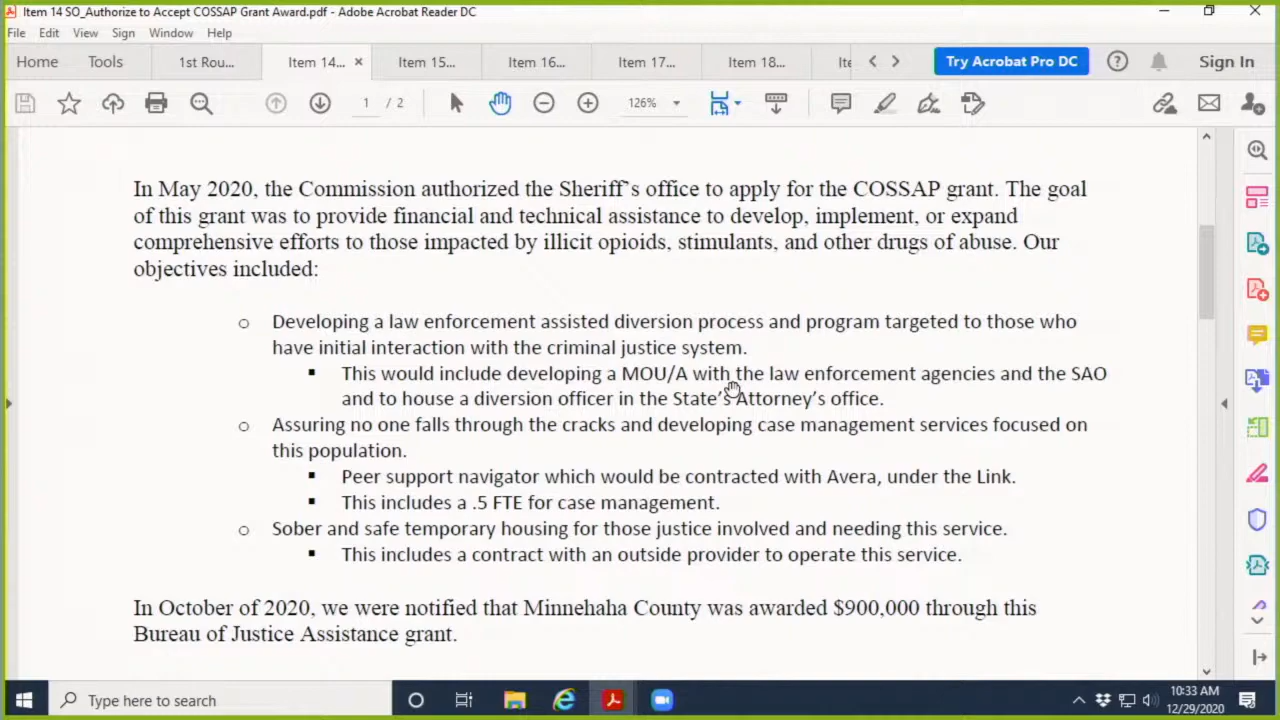 Item 14 SO_Authorize to Accept COSSAP Grant Award.pdf - Adobe Acrobat Reader DC
File Edit View Sign Window Help
Home Tools 1st Rou... Item 14... × Item 15... Item 16... Item 17... Item 18... Ite Try Acrobat Pro DC Sign In
1 / 2 126%
In May 2020, the Commission authorized the Sheriff's office to apply for the COSSAP grant. The goal
of this grant was to provide financial and technical assistance to develop, implement, or expand
comprehensive efforts to those impacted by illicit opioids, stimulants, and other drugs of abuse. Our
objectives included:
o Developing a law enforcement assisted diversion process and program targeted to those who
have initial interaction with the criminal justice system.
▪ This would include developing a MOU/A with the law enforcement agencies and the SAO
and to house a diversion officer in the State's Attorney's office.
o Assuring no one falls through the cracks and developing case management services focused on
this population.
▪ Peer support navigator which would be contracted with Avera, under the Link.
▪ This includes a .5 FTE for case management.
o Sober and safe temporary housing for those justice involved and needing this service.
▪ This includes a contract with an outside provider to operate this service.
In October of 2020, we were notified that Minnehaha County was awarded $900,000 through this
Bureau of Justice Assistance grant.
Type here to search
10:33 AM
12/29/2020